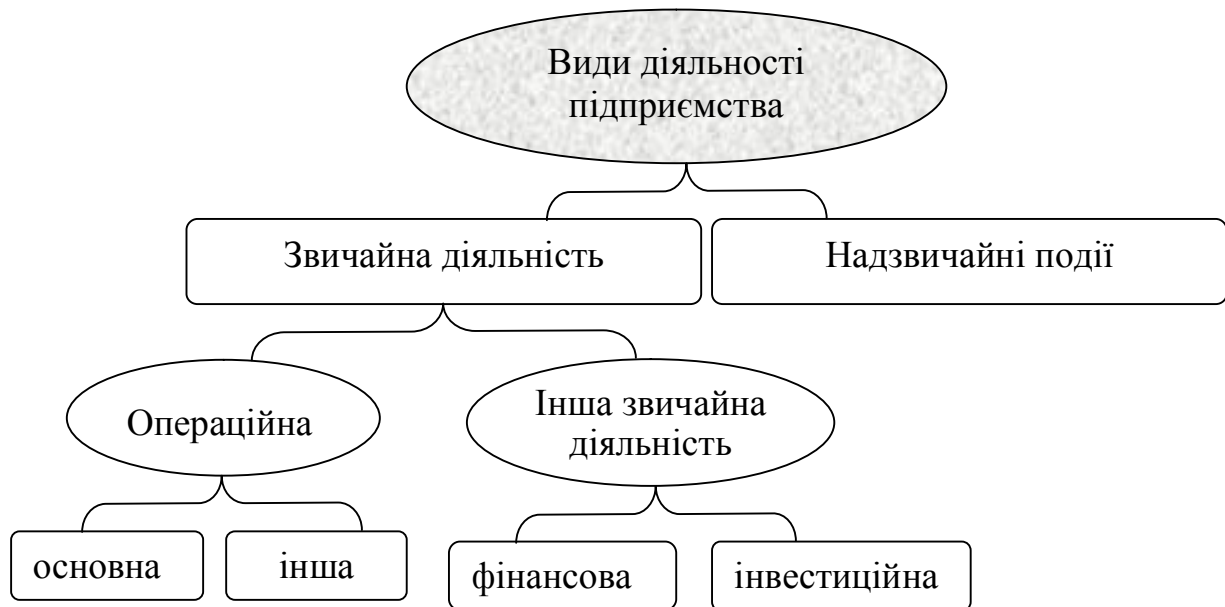 Види діяльності
підприємства
Звичайна діяльність
Надзвичайні події
Операційна
Інша звичайна
діяльність
основна
інша
фінансова
інвестиційна